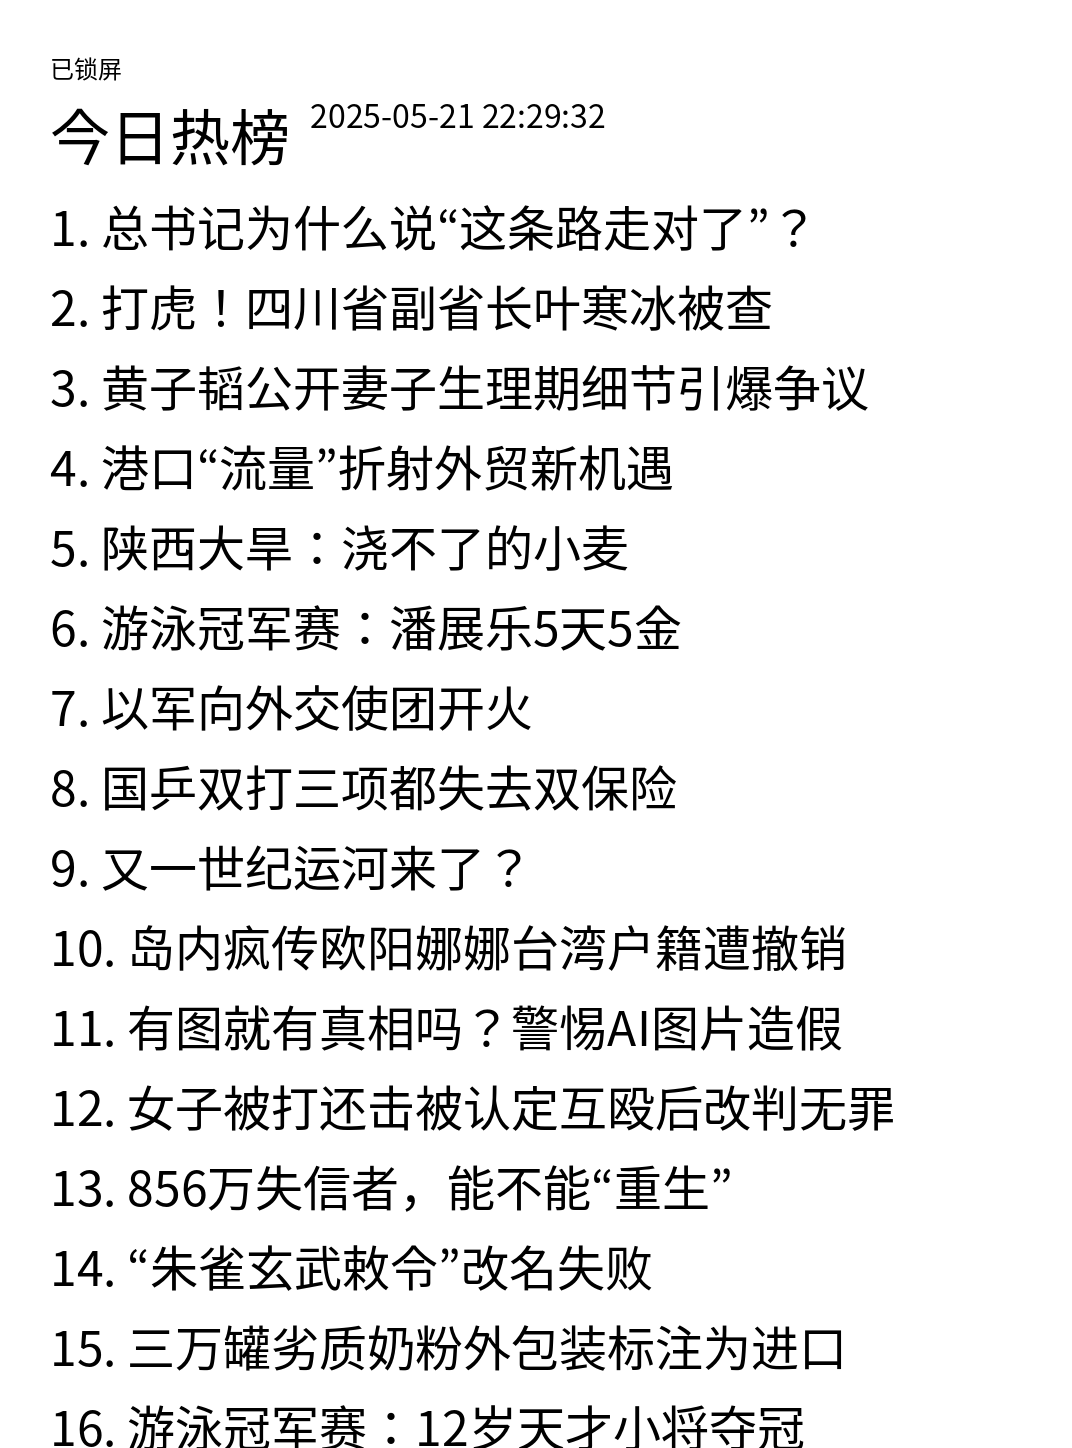 已锁屏
今日热榜 2025-05-21 22:29:32
1. 总书记为什么说“这条路走对了”？
2. 打虎！四川省副省长叶寒冰被查
3. 黄子韬公开妻子生理期细节引爆争议
4. 港口“流量”折射外贸新机遇
5. 陕西大旱：浇不了的小麦
6. 游泳冠军赛：潘展乐5天5金
7. 以军向外交使团开火
8. 国乒双打三项都失去双保险
9. 又一世纪运河来了？
10. 岛内疯传欧阳娜娜台湾户籍遭撤销
11. 有图就有真相吗？警惕AI图片造假
12. 女子被打还击被认定互殴后改判无罪
13. 856万失信者，能不能“重生”
14. “朱雀玄武敕令”改名失败
15. 三万罐劣质奶粉外包装标注为进口
16. 游泳冠军赛：12岁天才小将夺冠